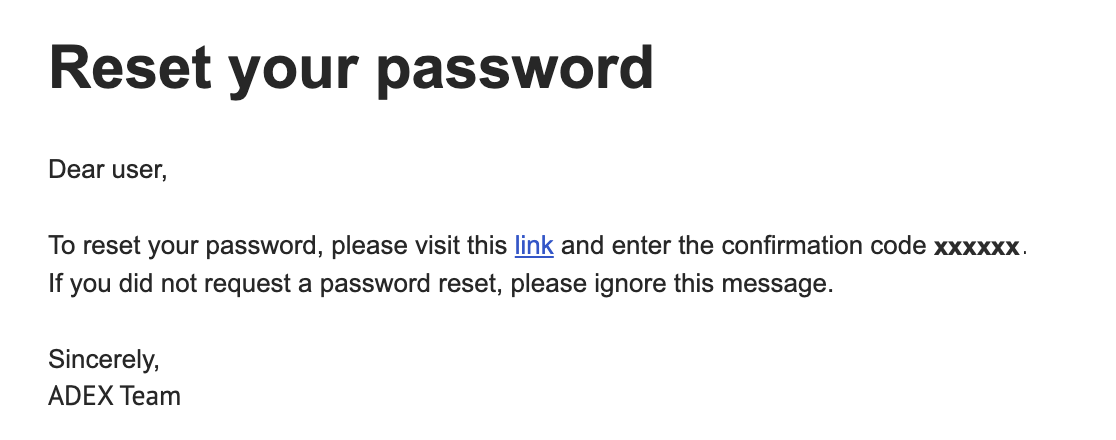 Reset your password
Dear user,
To reset your password, please visit this link and enter the confirmation code xxxxxx.
If you did not request a password reset, please ignore this message.
Sincerely,
ADEX Team